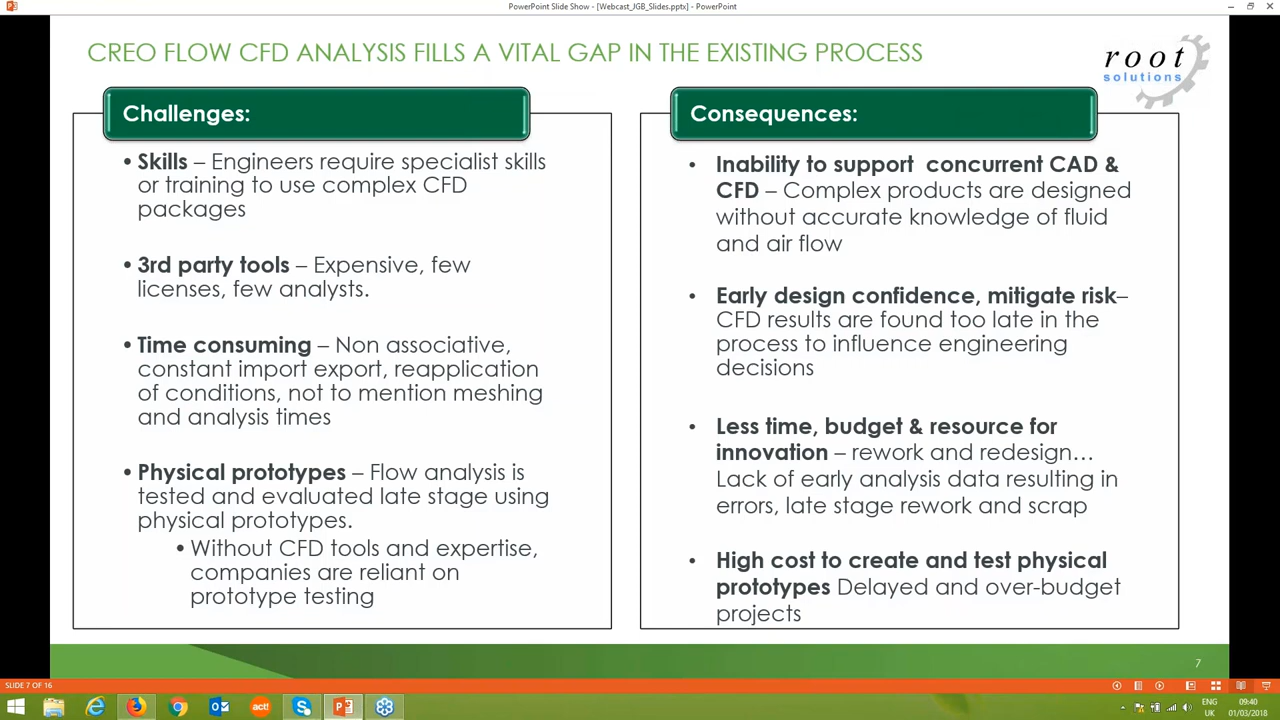 PowerPoint Slide Show - [Webcast_JGB_Slides.pptx] - PowerPoint
CREO FLOW CFD ANALYSIS FILLS A VITAL GAP IN THE EXISTING PROCESS
root
solutions
Challenges:
• Skills – Engineers require specialist skills
or training to use complex CFD
packages
• 3rd party tools – Expensive, few
licenses, few analysts.
• Time consuming – Non associative,
constant import export, reapplication
of conditions, not to mention meshing
and analysis times
• Physical prototypes – Flow analysis is
tested and evaluated late stage using
physical prototypes.
• Without CFD tools and expertise,
companies are reliant on
prototype testing
Consequences:
• Inability to support concurrent CAD &
CFD – Complex products are designed
without accurate knowledge of fluid
and air flow
• Early design confidence, mitigate risk–
CFD results are found too late in the
process to influence engineering
decisions
• Less time, budget & resource for
innovation – rework and redesign…
Lack of early analysis data resulting in
errors, late stage rework and scrap
• High cost to create and test physical
prototypes Delayed and over-budget
projects
7
SLIDE 7 OF 16
act!
ENG
UK
09:40
01/03/2018